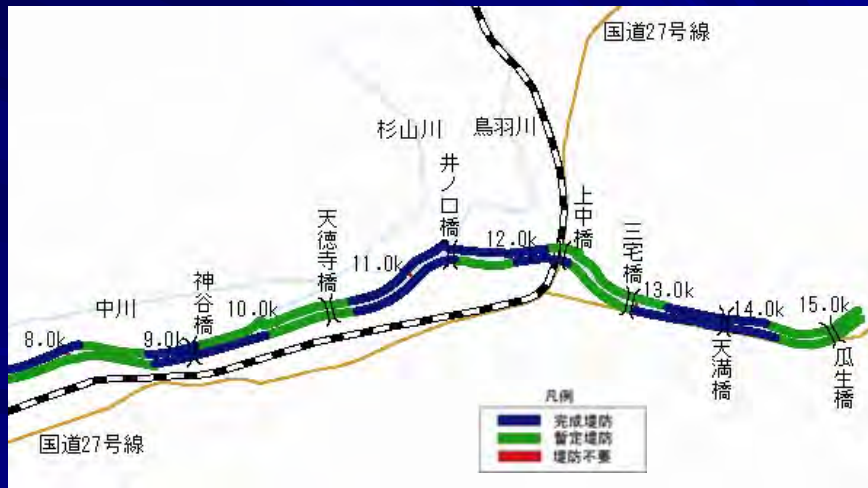 国道27号線
杉山川
鳥羽川
井ノ口橋
上中橋
天徳寺橋
三宅橋
12.0k
11.0k
神谷橋
13.0k
中川
10.0k
14.0k
15.0k
8.0k
9.0k
天満橋
瓜生橋
国道27号線
凡例
完成堤防
暫定堤防
堤防不要